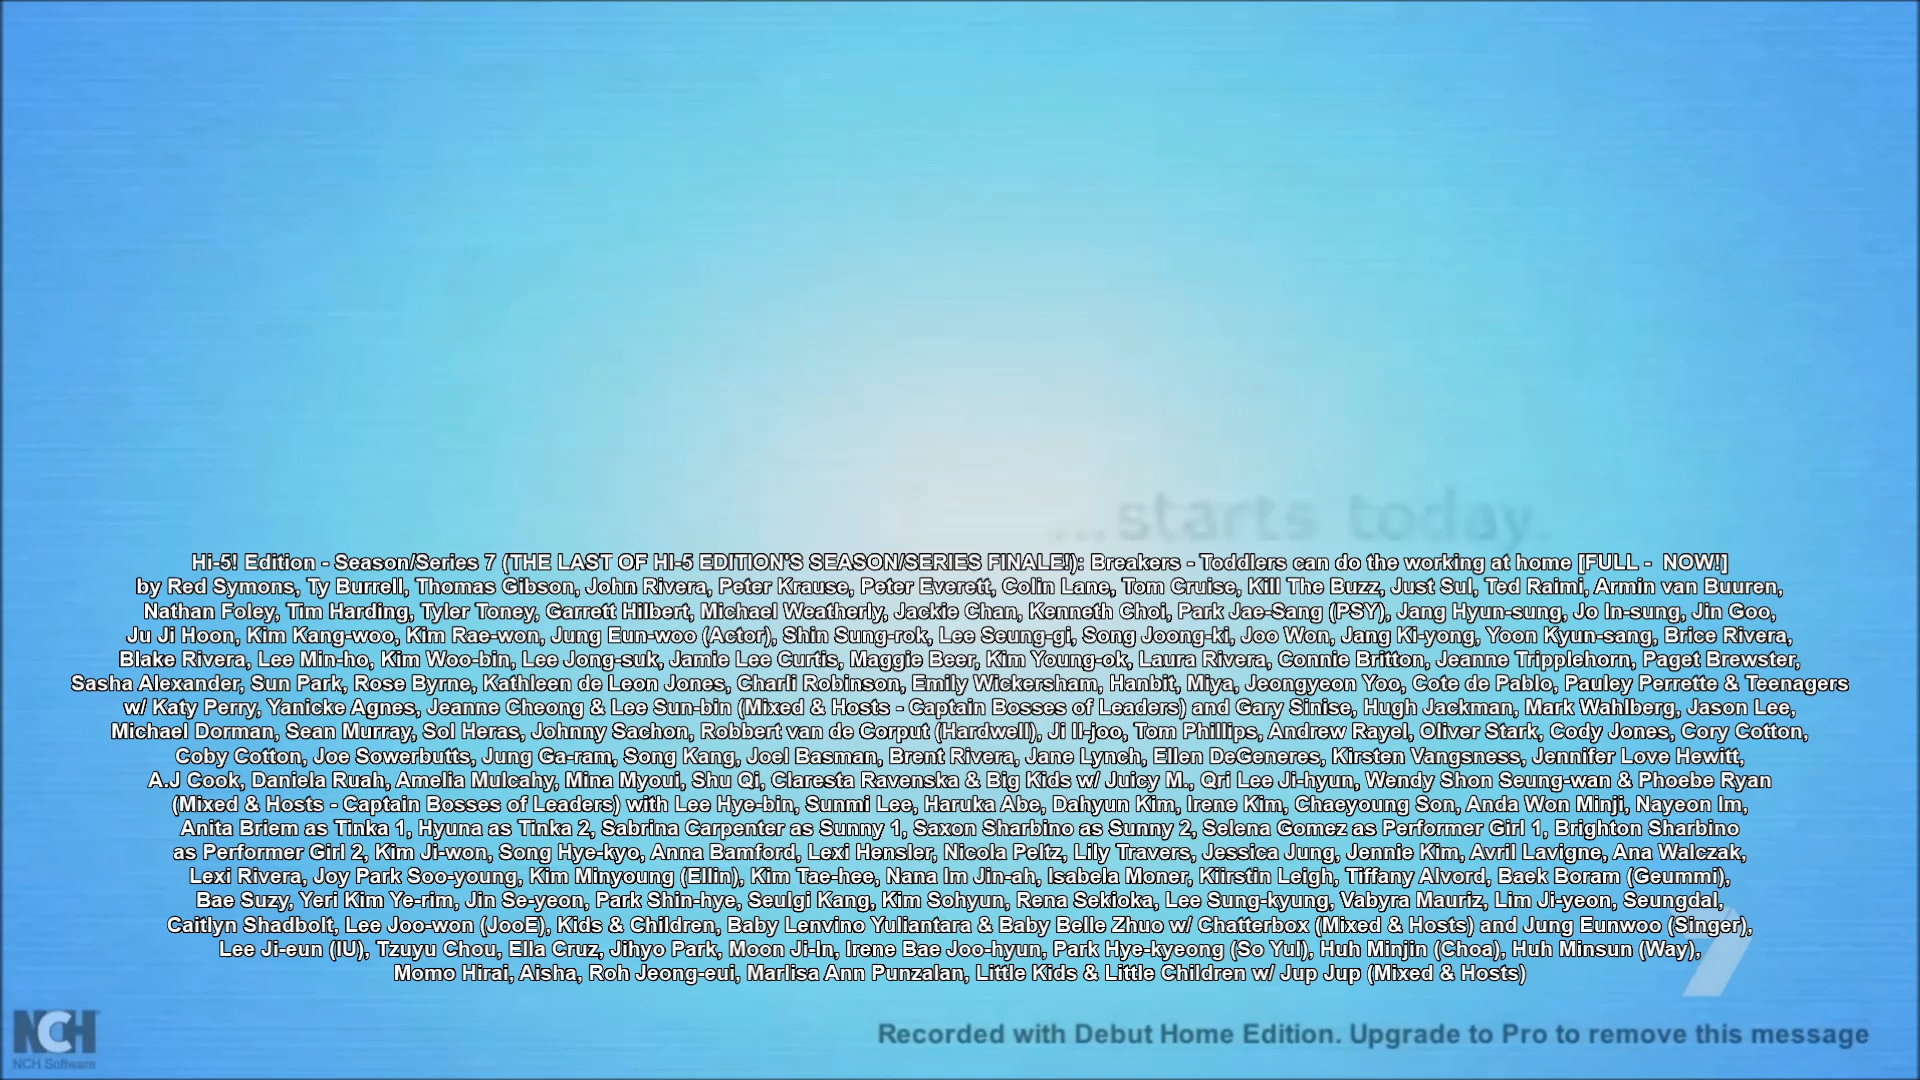 ...starts today.
Hi-5! Edition - Season/Series 7 (THE LAST OF HI-5 EDITION'S SEASON/SERIES FINALE!): Breakers - Toddlers can do the working at home [FULL - NOW!]
by Red Symons, Ty Burrell, Thomas Gibson, John Rivera, Peter Krause, Peter Everett, Colin Lane, Tom Cruise, Kill The Buzz, Just Sul, Ted Raimi, Armin van Buuren,
Nathan Foley, Tim Harding, Tyler Toney, Garrett Hilbert, Michael Weatherly, Jackie Chan, Kenneth Choi, Park Jae-Sang (PSY), Jang Hyun-sung, Jo In-sung, Jin Goo,
Ju Ji Hoon, Kim Kang-woo, Kim Rae-won, Jung Eun-woo (Actor), Shin Sung-rok, Lee Seung-gi, Song Joong-ki, Joo Won, Jang Ki-yong, Yoon Kyun-sang, Brice Rivera,
Blake Rivera, Lee Min-ho, Kim Woo-bin, Lee Jong-suk, Jamie Lee Curtis, Maggie Beer, Kim Young-ok, Laura Rivera, Connie Britton, Jeanne Tripplehorn, Paget Brewster,
Sasha Alexander, Sun Park, Rose Byrne, Kathleen de Leon Jones, Charli Robinson, Emily Wickersham, Hanbit, Miya, Jeongyeon Yoo, Cote de Pablo, Pauley Perrette & Teenagers
w/ Katy Perry, Yanicke Agnes, Jeanne Cheong & Lee Sun-bin (Mixed & Hosts - Captain Bosses of Leaders) and Gary Sinise, Hugh Jackman, Mark Wahlberg, Jason Lee,
Michael Dorman, Sean Murray, Sol Heras, Johnny Sachon, Robbert van de Corput (Hardwell), Ji Il-joo, Tom Phillips, Andrew Rayel, Oliver Stark, Cody Jones, Cory Cotton,
Coby Cotton, Joe Sowerbutts, Jung Ga-ram, Song Kang, Joel Basman, Brent Rivera, Jane Lynch, Ellen DeGeneres, Kirsten Vangsness, Jennifer Love Hewitt,
A.J Cook, Daniela Ruah, Amelia Mulcahy, Mina Myoui, Shu Qi, Claresta Ravenska & Big Kids w/ Juicy M., Qri Lee Ji-hyun, Wendy Shon Seung-wan & Phoebe Ryan
(Mixed & Hosts - Captain Bosses of Leaders) with Lee Hye-bin, Sunmi Lee, Haruka Abe, Dahyun Kim, Irene Kim, Chaeyoung Son, Anda Won Minji, Nayeon Im,
Anita Briem as Tinka 1, Hyuna as Tinka 2, Sabrina Carpenter as Sunny 1, Saxon Sharbino as Sunny 2, Selena Gomez as Performer Girl 1, Brighton Sharbino
as Performer Girl 2, Kim Ji-won, Song Hye-kyo, Anna Bamford, Lexi Hensler, Nicola Peltz, Lily Travers, Jessica Jung, Jennie Kim, Avril Lavigne, Ana Walczak,
Lexi Rivera, Joy Park Soo-young, Kim Minyoung (Ellin), Kim Tae-hee, Nana Im Jin-ah, Isabela Moner, Kiirstin Leigh, Tiffany Alvord, Baek Boram (Geummi),
Bae Suzy, Yeri Kim Ye-rim, Jin Se-yeon, Park Shin-hye, Seulgi Kang, Kim Sohyun, Rena Sekioka, Lee Sung-kyung, Vabyra Mauriz, Lim Ji-yeon, Seungdal,
Caitlyn Shadbolt, Lee Joo-won (JooE), Kids & Children, Baby Lenvino Yuliantara & Baby Belle Zhuo w/ Chatterbox (Mixed & Hosts) and Jung Eunwoo (Singer),
Lee Ji-eun (IU), Tzuyu Chou, Ella Cruz, Jihyo Park, Moon Ji-In, Irene Bae Joo-hyun, Park Hye-kyeong (So Yul), Huh Minjin (Choa), Huh Minsun (Way),
Momo Hirai, Aisha, Roh Jeong-eui, Marlisa Ann Punzalan, Little Kids & Little Children w/ Jup Jup (Mixed & Hosts)
7
NCH
NCH Software
Recorded with Debut Home Edition. Upgrade to Pro to remove this message